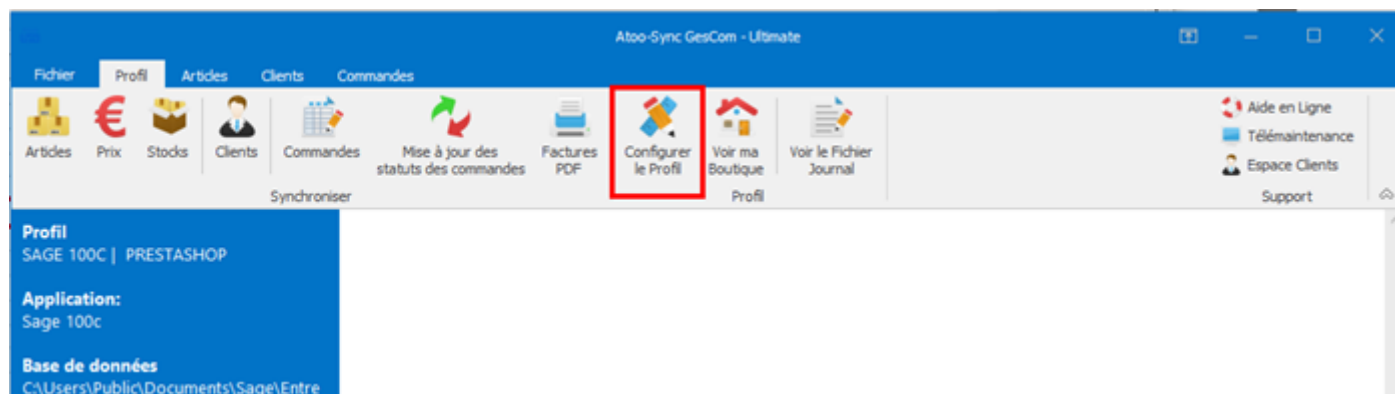 Atoo-Sync GesCom - Ultimate
Fichier Profil Articles Clients Commandes
Articles Prix Stocks Clients Commandes Mise à jour des statuts des commandes Factures PDF Configurer le Profil Voir ma Boutique Voir le Fichier Journal
Aide en Ligne
Télémaintenance
Espace Clients
Synchroniser Profil Support
Profil
SAGE 100C | PRESTASHOP
Application:
Sage 100c
Base de données
C:\Users\Public\Documents\Sage\Entre